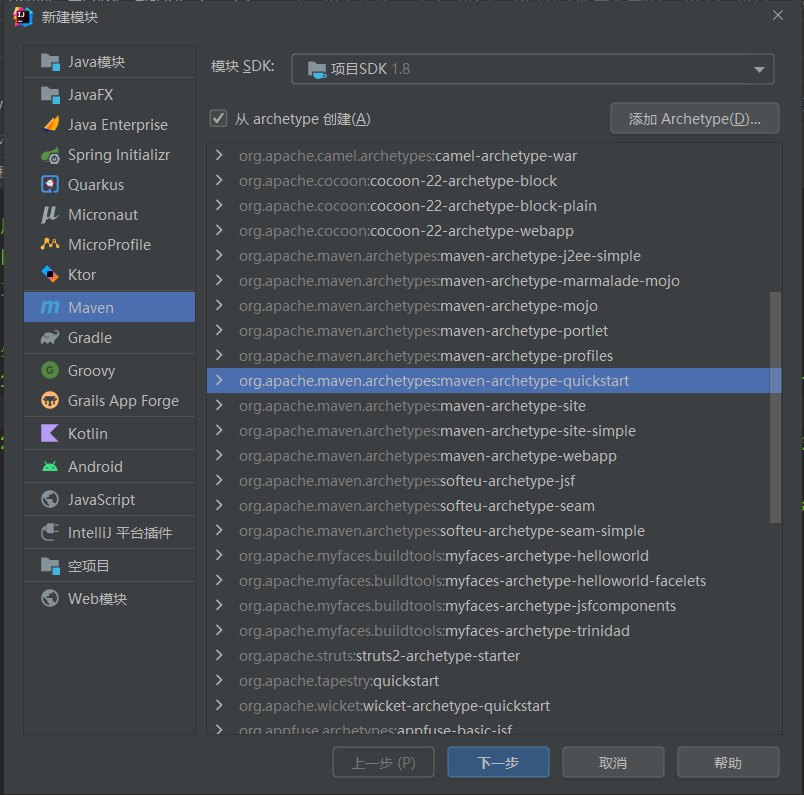 新建模块
Java模块
JavaFX
Java Enterprise
Spring Initializr
Quarkus
Micronaut
MicroProfile
Ktor
Maven
Gradle
Groovy
Grails App Forge
Kotlin
Android
JavaScript
IntelliJ 平台插件
空项目
Web模块
模块 SDK: 项目SDK 1.8
从 archetype 创建(A) 添加 Archetype(D)...
org.apache.camel.archetypes:camel-archetype-war
org.apache.cocoon:cocoon-22-archetype-block
org.apache.cocoon:cocoon-22-archetype-block-plain
org.apache.cocoon:cocoon-22-archetype-webapp
org.apache.maven.archetypes:maven-archetype-j2ee-simple
org.apache.maven.archetypes:maven-archetype-marmalade-mojo
org.apache.maven.archetypes:maven-archetype-mojo
org.apache.maven.archetypes:maven-archetype-portlet
org.apache.maven.archetypes:maven-archetype-profiles
org.apache.maven.archetypes:maven-archetype-quickstart
org.apache.maven.archetypes:maven-archetype-site
org.apache.maven.archetypes:maven-archetype-site-simple
org.apache.maven.archetypes:maven-archetype-webapp
org.apache.maven.archetypes:softeu-archetype-jsf
org.apache.maven.archetypes:softeu-archetype-seam
org.apache.maven.archetypes:softeu-archetype-seam-simple
org.apache.myfaces.buildtools:myfaces-archetype-helloworld
org.apache.myfaces.buildtools:myfaces-archetype-helloworld-facelets
org.apache.myfaces.buildtools:myfaces-archetype-jsfcomponents
org.apache.myfaces.buildtools:myfaces-archetype-trinidad
org.apache.struts:struts2-archetype-starter
org.apache.tapestry:quickstart
org.apache.wicket:wicket-archetype-quickstart
org.appfuse.archetypes:appfuse-basic-jsf
上一步 (P) 下一步 取消 帮助